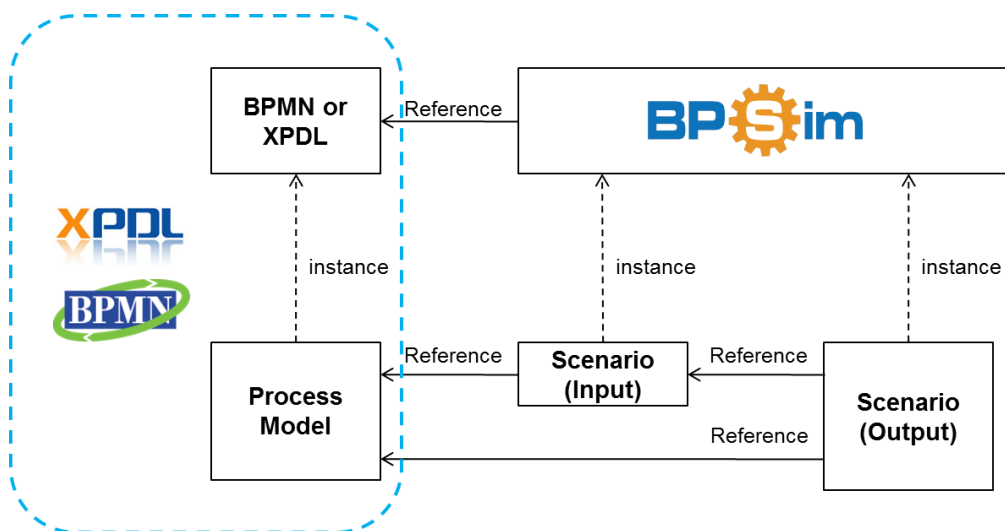 BPMN or
XPDL
Reference
BPSim
XPDL
BPMN
instance
instance
instance
Process
Model
Reference
Scenario
(Input)
Reference
Scenario
(Output)
Reference